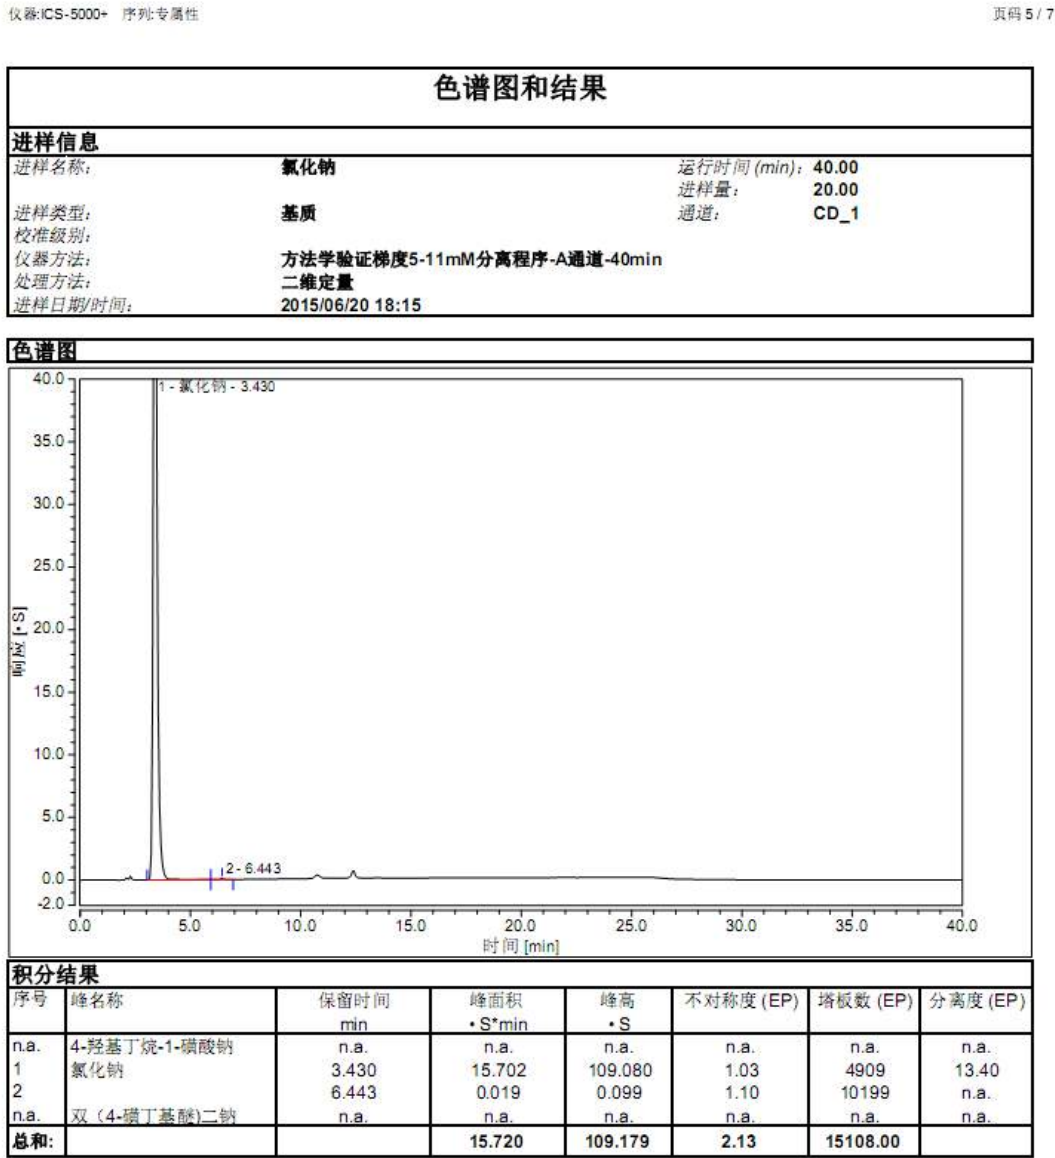 仪器:ICS-5000+ 序列:专属性 页码 5 / 7
色谱图和结果
进样信息
进样名称: 氯化钠 运行时间 (min): 40.00
进样量: 20.00
进样类型: 基质 通道: CD_1
校准级别:
仪器方法: 方法学验证梯度5-11mM分离程序-A通道-40min
处理方法: 二维定量
进样日期/时间: 2015/06/20 18:15
色谱图
40.0
1 - 氯化钠 - 3.430
35.0
30.0
25.0
响应 [•S]
20.0
15.0
10.0
5.0
2 - 6.443
0.0
-2.0
0.0 5.0 10.0 15.0 20.0 25.0 30.0 35.0 40.0
时间 [min]
积分结果
序号 峰名称 保留时间 峰面积 峰高 不对称度 (EP) 塔板数 (EP) 分离度 (EP)
min •S*min •S
n.a. 4-羟基丁烷-1-磺酸钠 n.a. n.a. n.a. n.a. n.a. n.a.
1 氯化钠 3.430 15.702 109.080 1.03 4909 13.40
2 6.443 0.019 0.099 1.10 10199 n.a.
n.a. 双（4-磺丁基醚)二钠 n.a. n.a. n.a. n.a. n.a. n.a.
总和: 15.720 109.179 2.13 15108.00